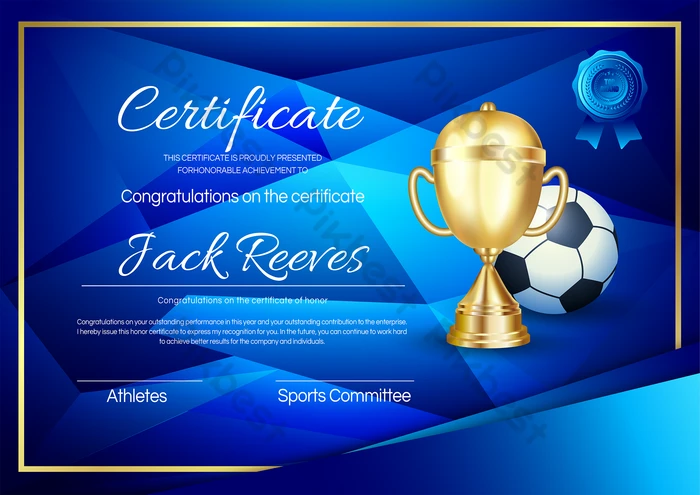 Certificate
THIS CERTIFICATE IS PROUDLY PRESENTED
FORHONORABLE ACHIEVEMENT TO
Congratulations on the certificate
Jack Reeves
Congratulations on the certificate of honor
Congratulations on your outstanding performance in this year and your outstanding contribution to the enterprise.
I hereby issue this honor certificate to express my recognition for you. In the future, you can continue to work hard
to achieve better results for the company and individuals.
Athletes
Sports Committee
Pikbest